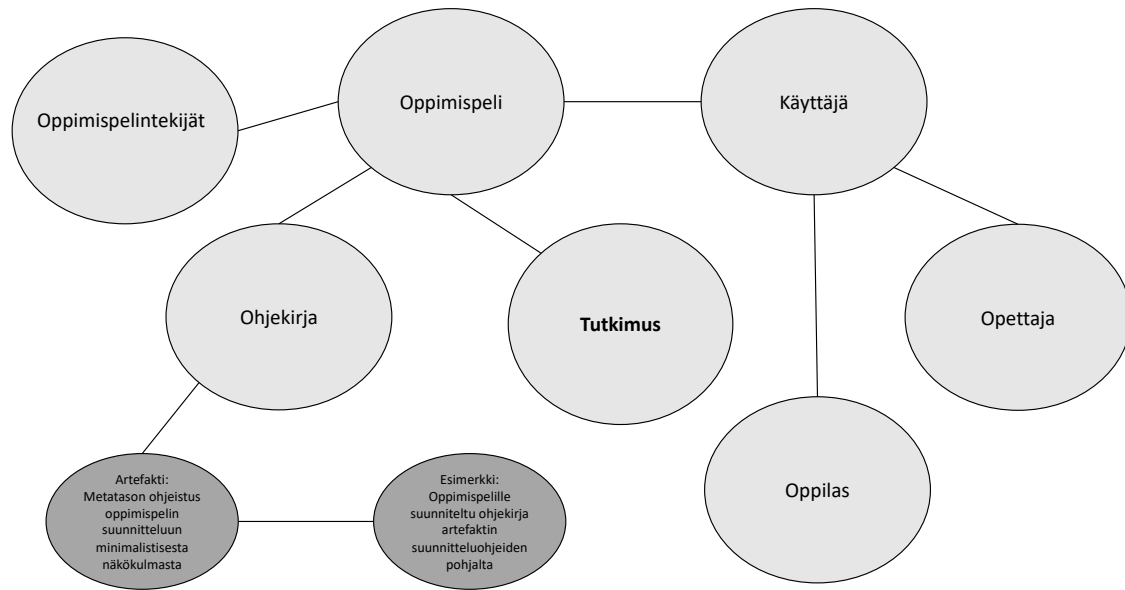 Oppimispelintekijät
Oppimispeli
Käyttäjä
Ohjekirja
Tutkimus
Opettaja
Oppilas
Artefakti:
Metatason ohjeistus
oppimispelin
suunnitteluun
minimalistisesta
näkökulmasta
Esimerkki:
Oppimispelille
suunniteltu ohjekirja
artefaktin
suunnitteluohjeiden
pohjalta